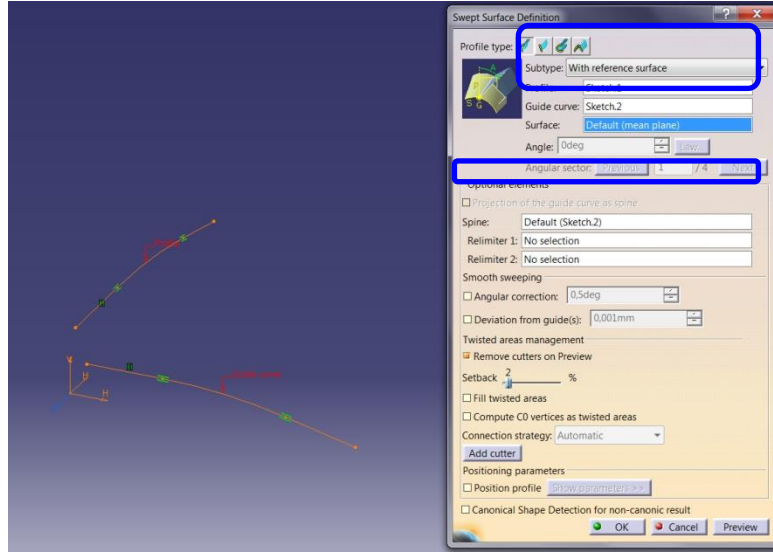 Swept Surface Definition
Profile type:
Subtype: With reference surface
Profile: Sketch.1
Guide curve: Sketch.2
Surface: Default (mean plane)
Angle: 0deg Law...
Angular sector: Previous 1 / 4 Next
Optional elements
Projection of the guide curve as spine
Spine: Default (Sketch.2)
Relimiter 1: No selection
Relimiter 2: No selection
Smooth sweeping
Angular correction: 0,5deg
Deviation from guide(s): 0,001mm
Twisted areas management
Remove cutters on Preview
Setback 2 %
Fill twisted areas
Compute C0 vertices as twisted areas
Connection strategy: Automatic
Add cutter
Positioning parameters
Position profile Show parameters >>
Canonical Shape Detection for non-canonic result
OK Cancel Preview
V
H
H